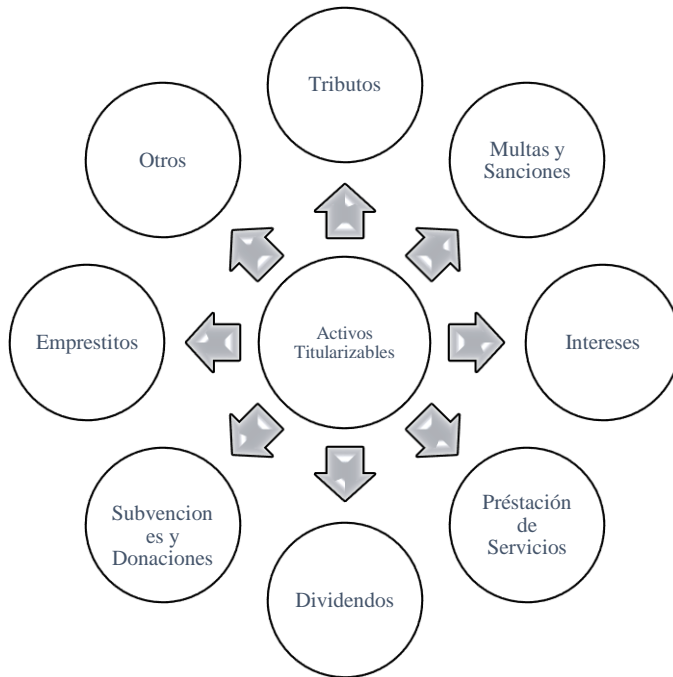 Tributos
Multas y
Sanciones
Intereses
Préstación
de
Servicios
Dividendos
Subvencion
es y
Donaciones
Emprestitos
Otros
Activos
Titularizables